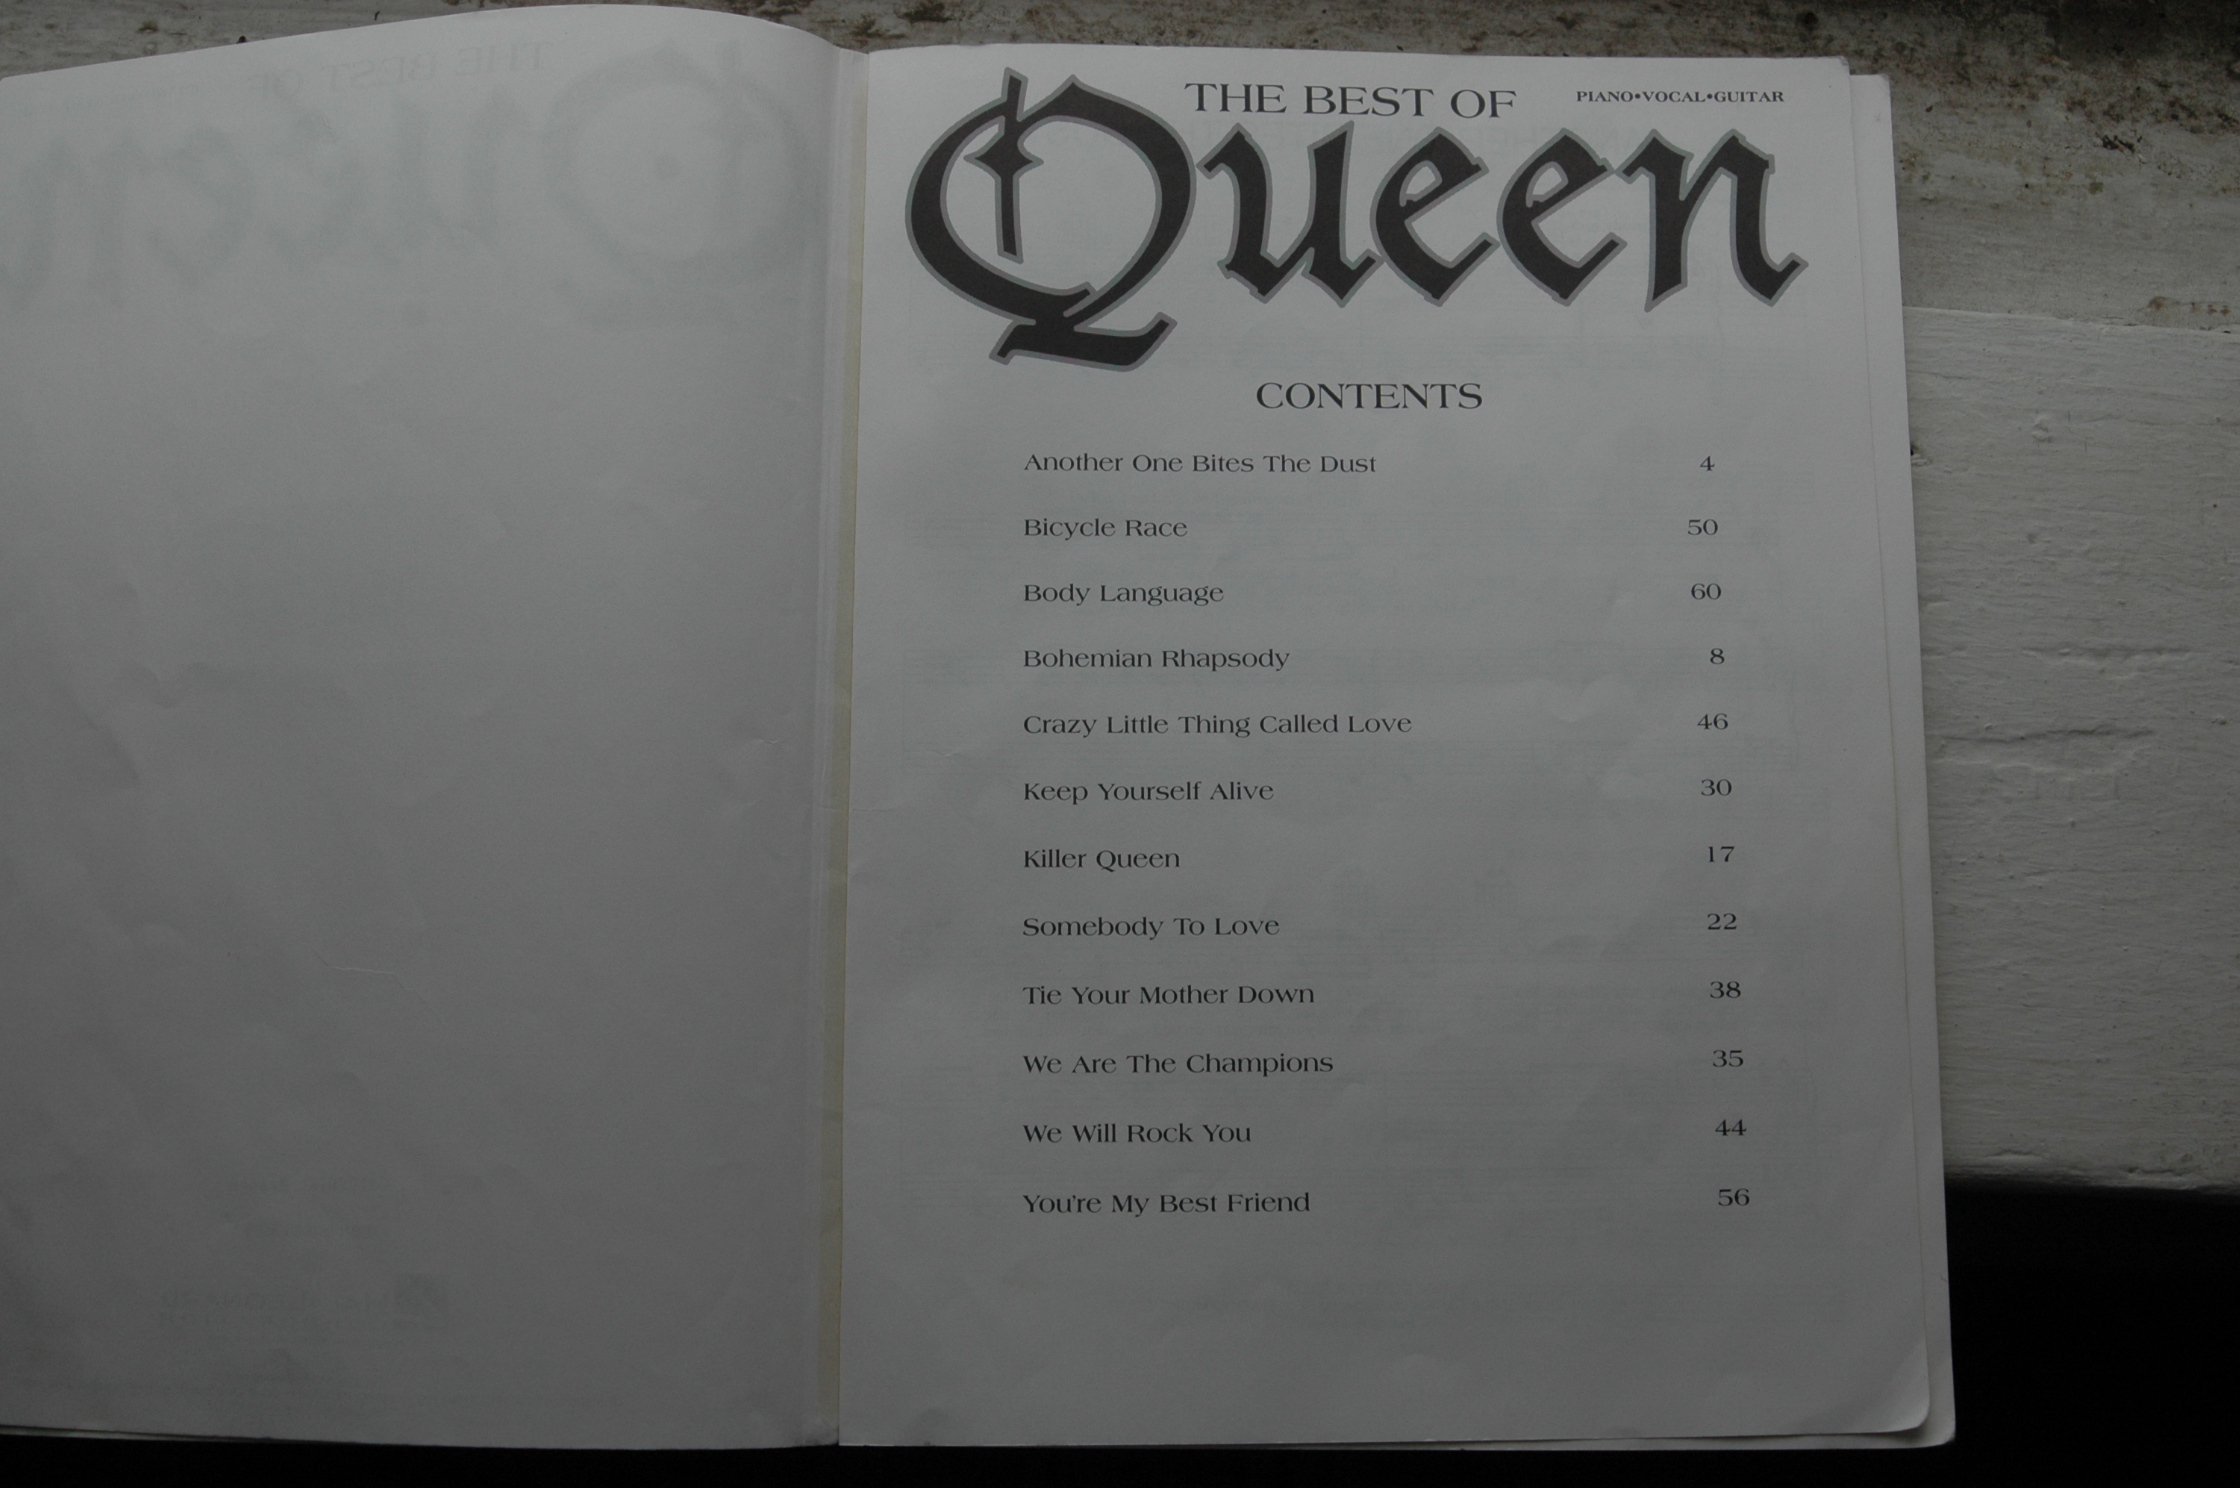 THE BEST OF
PIANO•VOCAL•GUITAR
Queen
CONTENTS
Another One Bites The Dust 4
Bicycle Race 50
Body Language 60
Bohemian Rhapsody 8
Crazy Little Thing Called Love 46
Keep Yourself Alive 30
Killer Queen 17
Somebody To Love 22
Tie Your Mother Down 38
We Are The Champions 35
We Will Rock You 44
You're My Best Friend 56